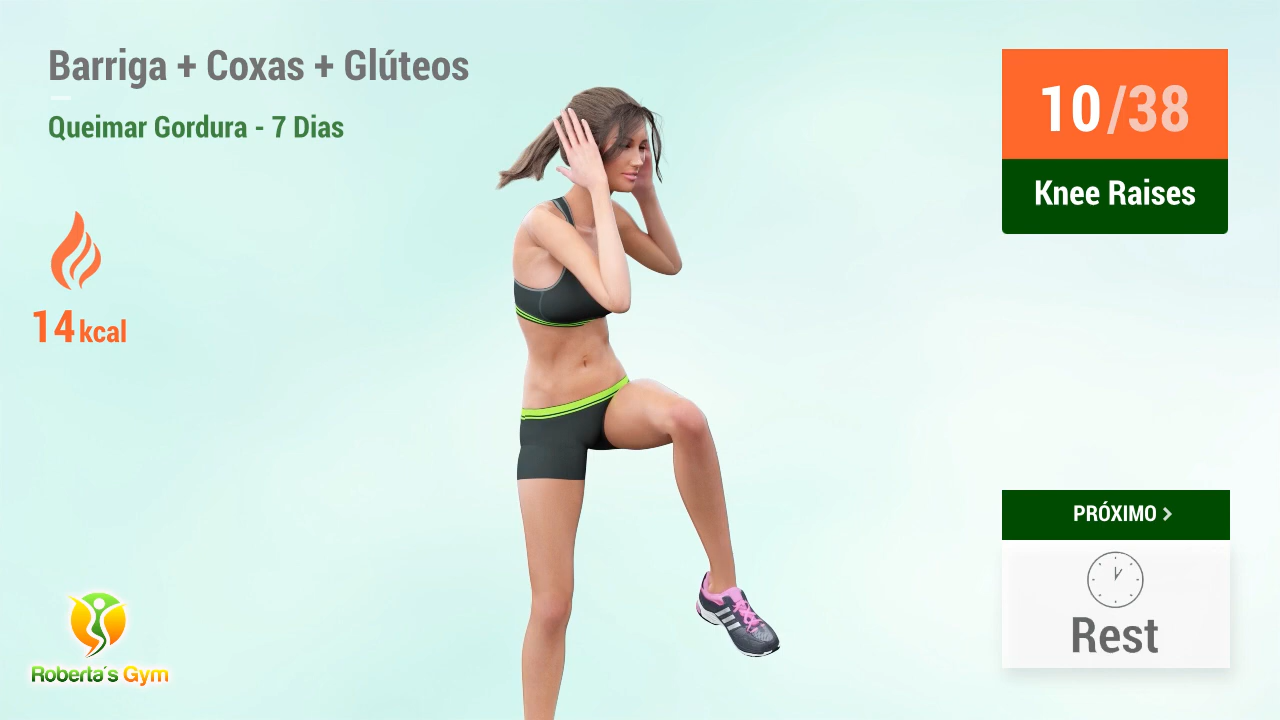 Barriga + Coxas + Glúteos
Queimar Gordura - 7 Dias
10/38
Knee Raises
14 kcal
PRÓXIMO >
Rest
Roberta´s Gym